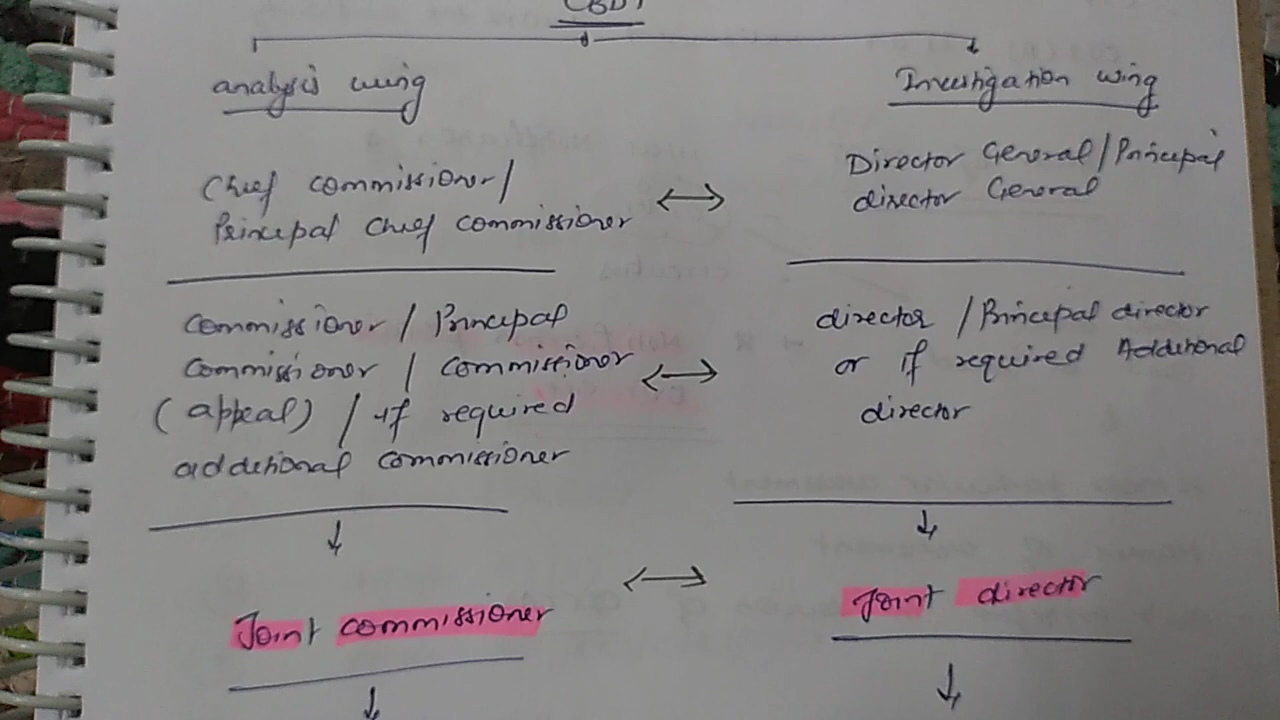 CBDT
analysis wing
Investigation wing
Chief commissioner/
Principal Chief commissioner
Director General/Principal
director General
commissioner / Principal
commissioner / commissioner
(appeal) / if required
additional commissioner
director /Principal director
or if required Additional
director
Joint commissioner
Joint director